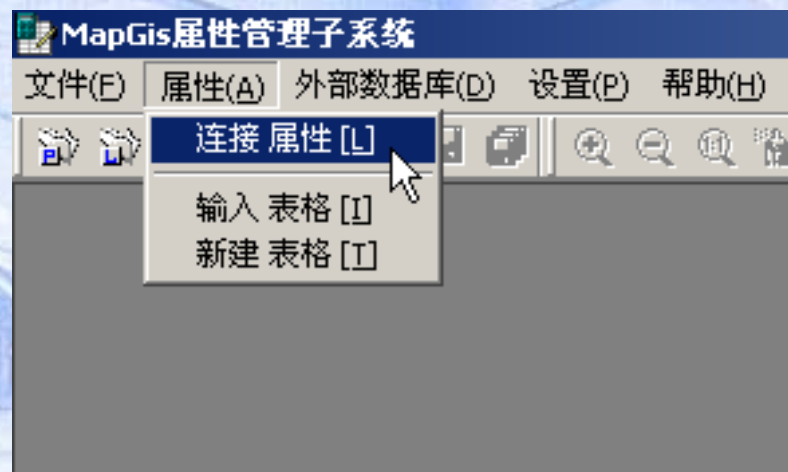 MapGis属性管理子系统
文件(F) 属性(A) 外部数据库(D) 设置(P) 帮助(H)
连接 属性 [L]
输入 表格 [I]
新建 表格 [T]
P L 1:1